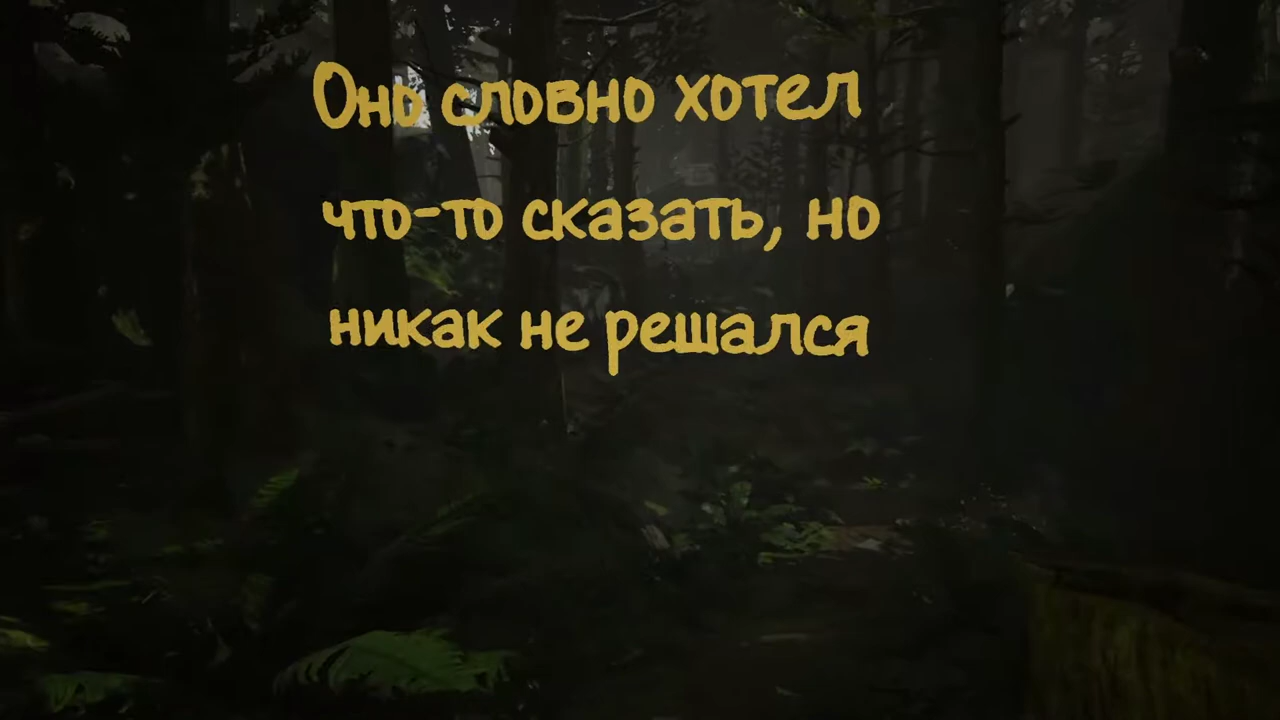 Оно словно хотел
что-то сказать, но
никак не решался